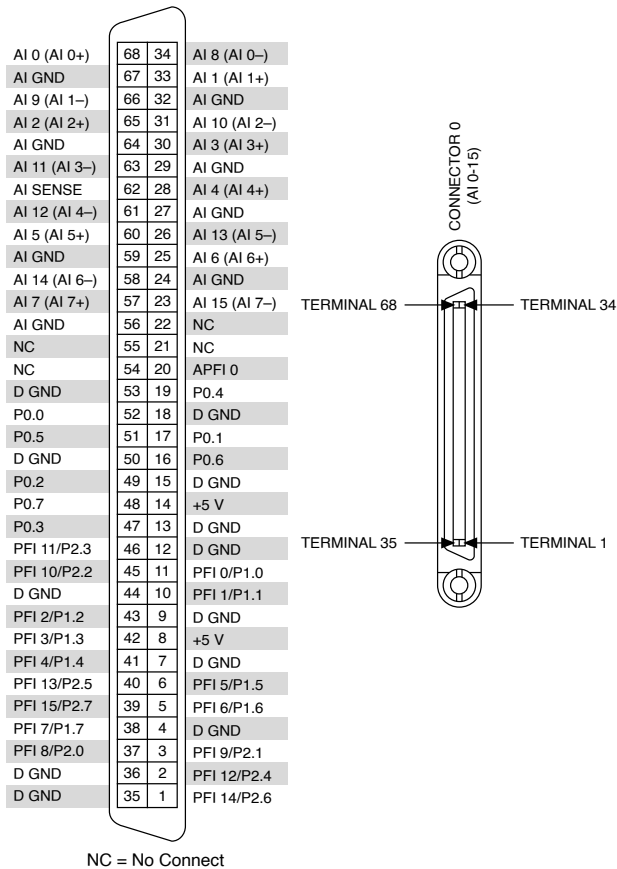 AI 0 (AI 0+) 68 34 AI 8 (AI 0–)
AI GND 67 33 AI 1 (AI 1+)
AI 9 (AI 1–) 66 32 AI GND
AI 2 (AI 2+) 65 31 AI 10 (AI 2–)
AI GND 64 30 AI 3 (AI 3+)
AI 11 (AI 3–) 63 29 AI GND
AI SENSE 62 28 AI 4 (AI 4+)
AI 12 (AI 4–) 61 27 AI GND
AI 5 (AI 5+) 60 26 AI 13 (AI 5–)
AI GND 59 25 AI 6 (AI 6+)
AI 14 (AI 6–) 58 24 AI GND
AI 7 (AI 7+) 57 23 AI 15 (AI 7–)
AI GND 56 22 NC
NC 55 21 NC
NC 54 20 APFI 0
D GND 53 19 P0.4
P0.0 52 18 D GND
P0.5 51 17 P0.1
D GND 50 16 P0.6
P0.2 49 15 D GND
P0.7 48 14 +5 V
P0.3 47 13 D GND
PFI 11/P2.3 46 12 D GND
PFI 10/P2.2 45 11 PFI 0/P1.0
D GND 44 10 PFI 1/P1.1
PFI 2/P1.2 43 9 D GND
PFI 3/P1.3 42 8 +5 V
PFI 4/P1.4 41 7 D GND
PFI 13/P2.5 40 6 PFI 5/P1.5
PFI 15/P2.7 39 5 PFI 6/P1.6
PFI 7/P1.7 38 4 D GND
PFI 8/P2.0 37 3 PFI 9/P2.1
D GND 36 2 PFI 12/P2.4
D GND 35 1 PFI 14/P2.6
NC = No Connect
CONNECTOR 0
(AI 0-15)
TERMINAL 68
TERMINAL 34
TERMINAL 35
TERMINAL 1